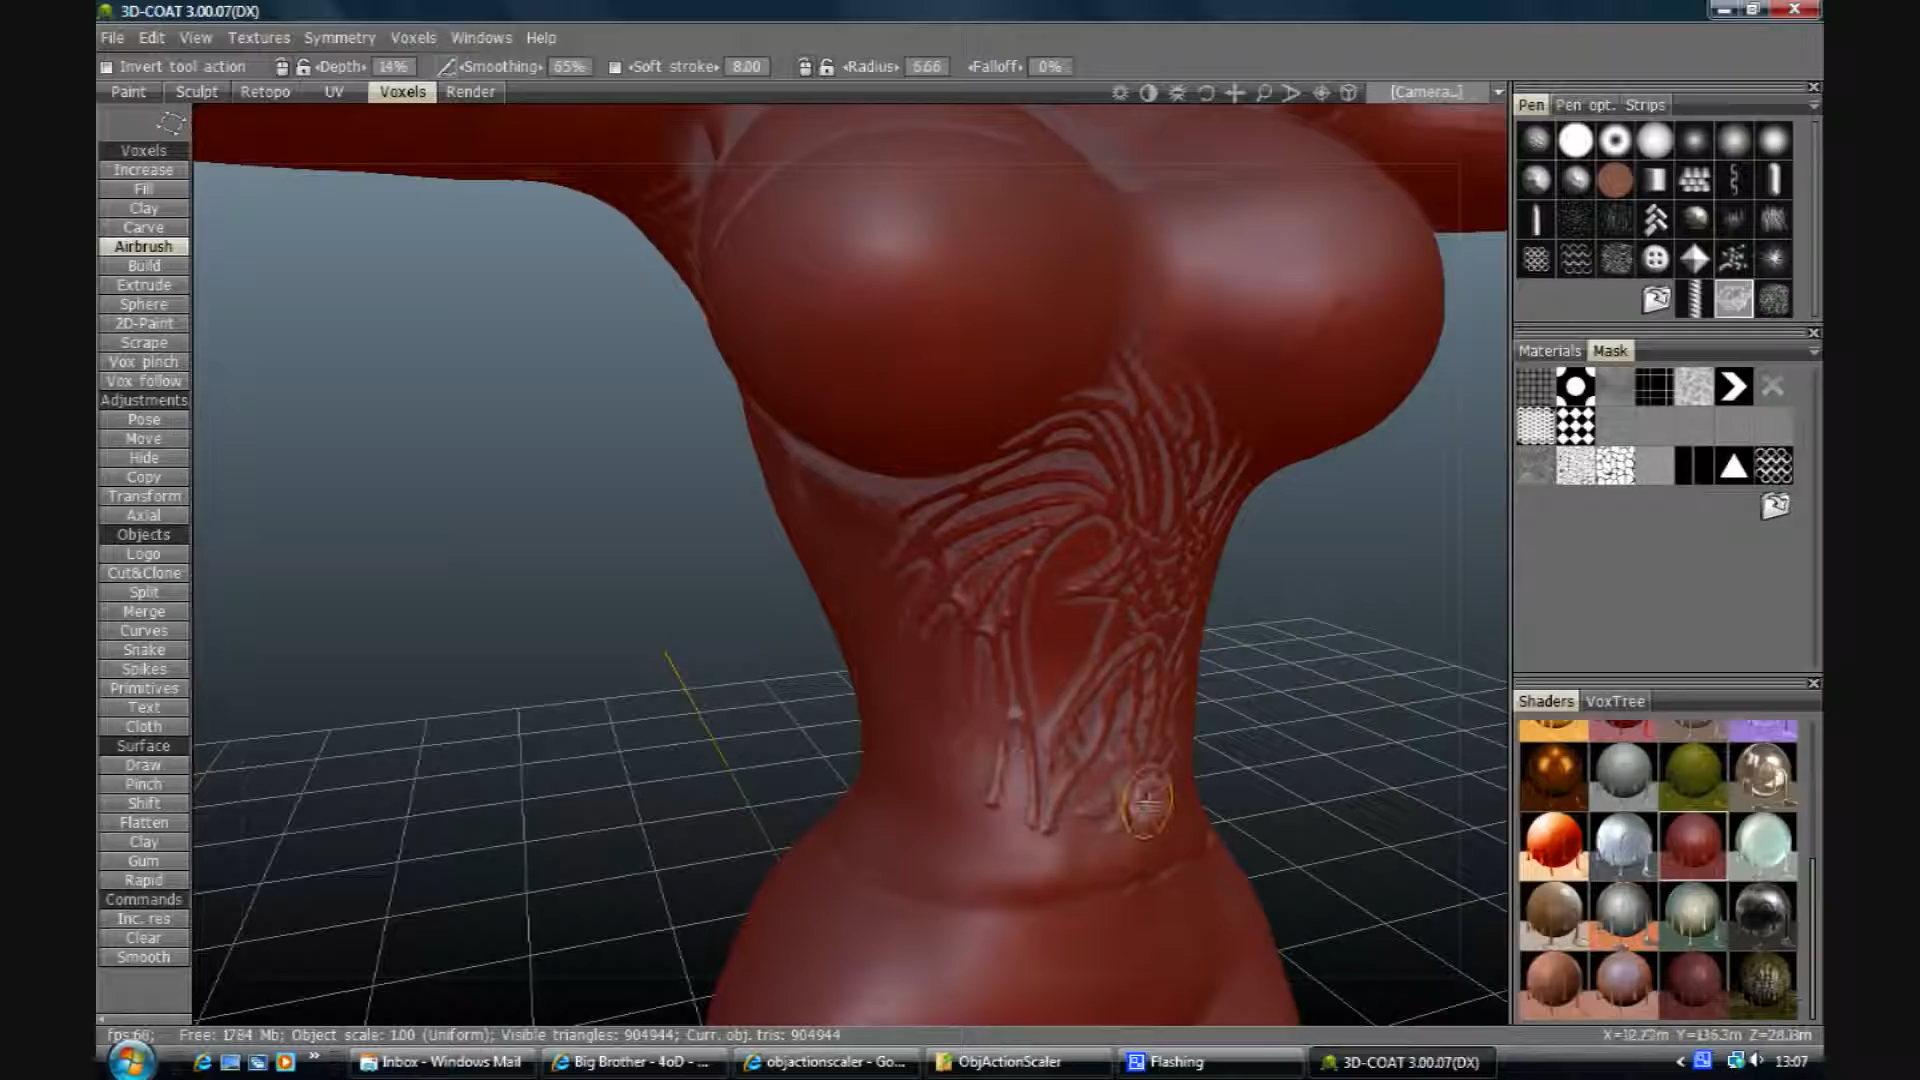 3D-COAT 3.00.07(DX)
File Edit View Textures Symmetry Voxels Windows Help
Invert tool action Depth 14% Smoothing 65% Soft stroke 8.00 Radius 6.66 Falloff 0%
Paint Sculpt Retopo UV Voxels Render [Camera..]
Pen Pen opt. Strips
Voxels
Increase
Fill
Clay
Carve
Airbrush
Build
Extrude
Sphere
2D-Paint
Scrape
Vox pinch
Vox follow
Adjustments
Pose
Move
Hide
Copy
Transform
Axial
Objects
Logo
Cut&Clone
Split
Merge
Curves
Snake
Spikes
Primitives
Text
Cloth
Surface
Draw
Pinch
Shift
Flatten
Clay
Gum
Rapid
Commands
Inc. res
Clear
Smooth
Materials Mask
Shaders VoxTree
fps:66; Free: 1784 Mb; Object scale: 1.00 (Uniform); Visible triangles: 904944; Curr. obj. tris: 904944
Inbox - Windows Mail Big Brother - 4oD - ... objactionscaler - Go... ObjActionScaler Flashing 3D-COAT 3.00.07(DX) 13:07